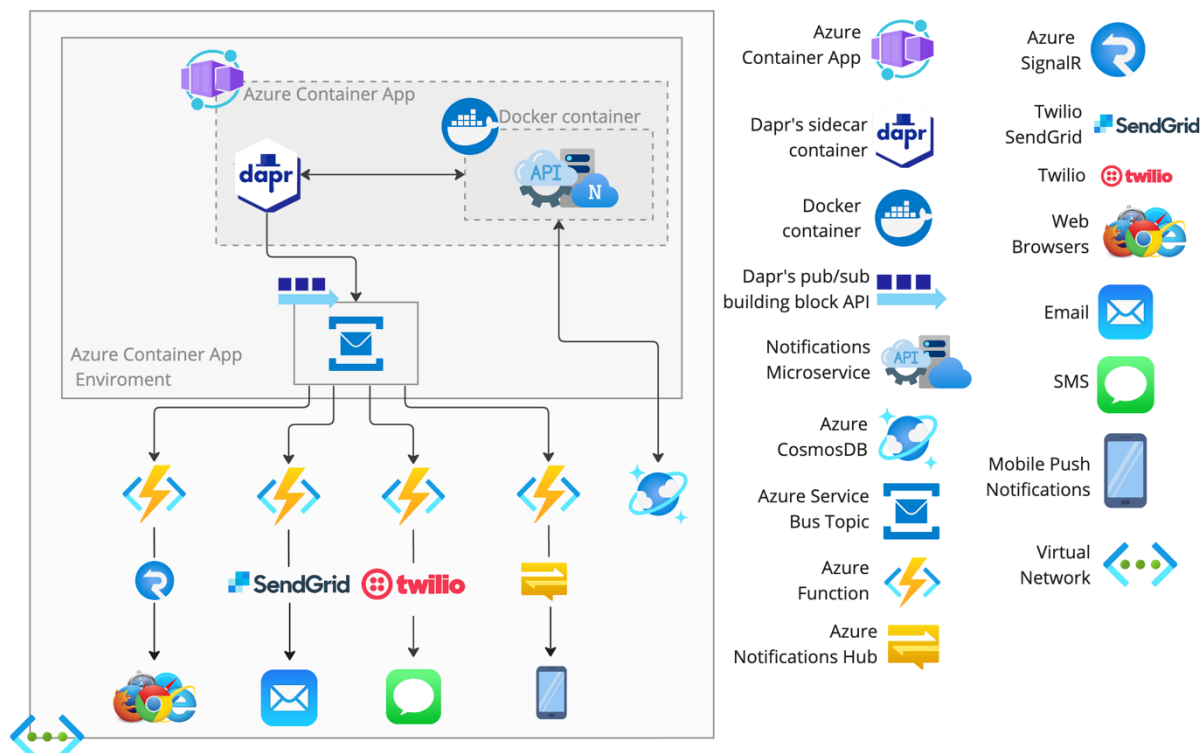 Azure Container App
Docker container
dapr
API
N
Azure Container App
Enviroment
SendGrid
twilio
Azure
Container App
Dapr's sidecar
container
dapr
Docker
container
Dapr's pub/sub
building block API
Notifications
Microservice
API
Azure
CosmosDB
Azure Service
Bus Topic
Azure
Function
Azure
Notifications Hub
Azure
SignalR
Twilio
SendGrid
SendGrid
Twilio
twilio
Web
Browsers
Email
SMS
Mobile Push
Notifications
Virtual
Network